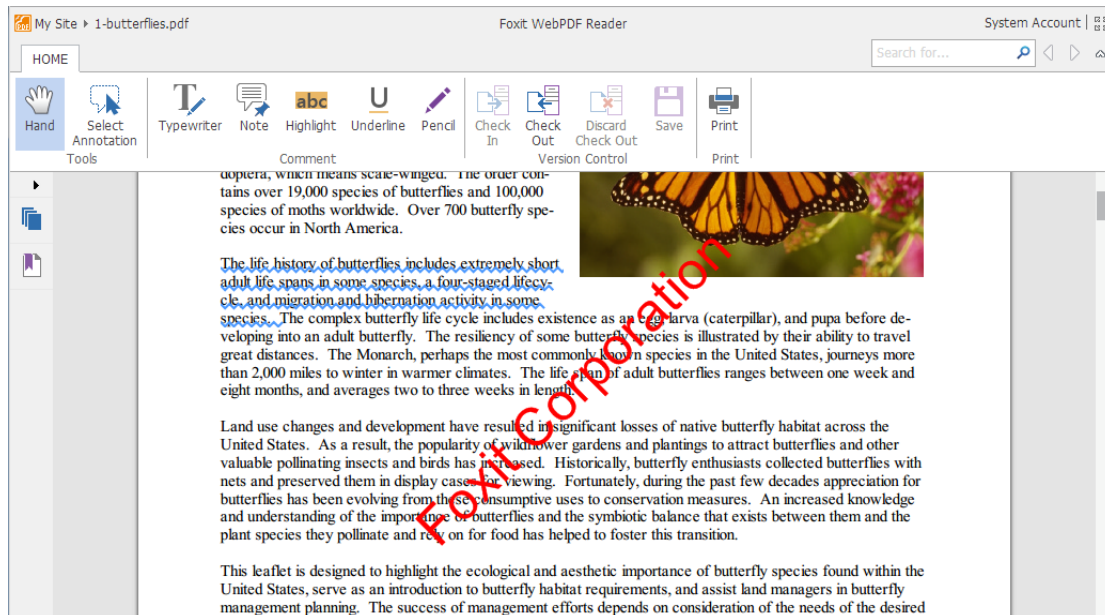 My Site ▸ 1-butterflies.pdf
Foxit WebPDF Reader
System Account
HOME
Search for...
Hand
Select Annotation
Typewriter
Note
abc
Highlight
U
Underline
Pencil
Check In
Check Out
Discard Check Out
Save
Print
Tools
Comment
Version Control
Print
doptera, which means scale-winged. The order con-
tains over 19,000 species of butterflies and 100,000
species of moths worldwide. Over 700 butterfly spe-
cies occur in North America.
The life history of butterflies includes extremely short
adult life spans in some species, a four-staged lifecy-
cle, and migration and hibernation activity in some
species. The complex butterfly life cycle includes existence as an egg, larva (caterpillar), and pupa before de-
veloping into an adult butterfly. The resiliency of some butterfly species is illustrated by their ability to travel
great distances. The Monarch, perhaps the most commonly known species in the United States, journeys more
than 2,000 miles to winter in warmer climates. The life span of adult butterflies ranges between one week and
eight months, and averages two to three weeks in length.
Land use changes and development have resulted in significant losses of native butterfly habitat across the
United States. As a result, the popularity of wildflower gardens and plantings to attract butterflies and other
valuable pollinating insects and birds has increased. Historically, butterfly enthusiasts collected butterflies with
nets and preserved them in display cases for viewing. Fortunately, during the past few decades appreciation for
butterflies has been evolving from these consumptive uses to conservation measures. An increased knowledge
and understanding of the importance of butterflies and the symbiotic balance that exists between them and the
plant species they pollinate and rely on for food has helped to foster this transition.
This leaflet is designed to highlight the ecological and aesthetic importance of butterfly species found within the
United States, serve as an introduction to butterfly habitat requirements, and assist land managers in butterfly
management planning. The success of management efforts depends on consideration of the needs of the desired
Foxit Corporation